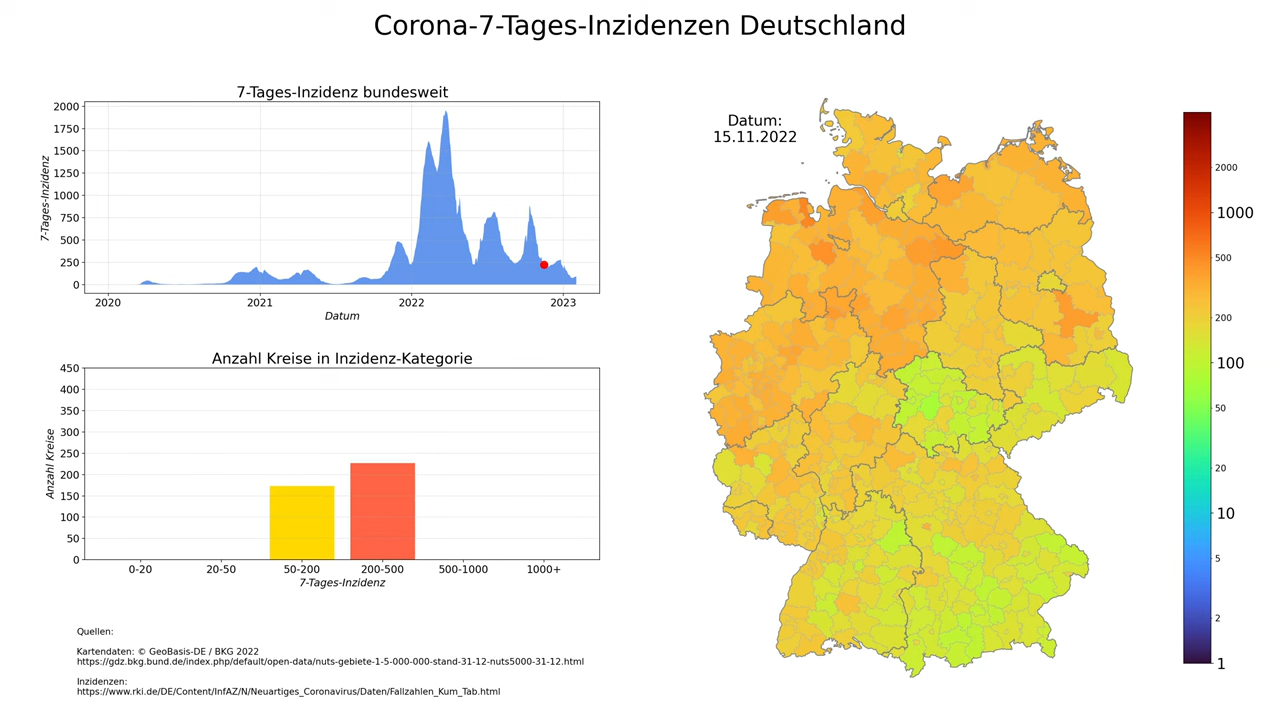 Corona-7-Tages-Inzidenzen Deutschland
7-Tages-Inzidenz bundesweit
2000
1750
1500
1250
1000
750
500
250
0
7-Tages-Inzidenz
2020 2021 2022 2023
Datum
Anzahl Kreise in Inzidenz-Kategorie
450
400
350
300
250
200
150
100
50
0
Anzahl Kreise
0-20 20-50 50-200 200-500 500-1000 1000+
7-Tages-Inzidenz
Quellen:
Kartendaten: © GeoBasis-DE / BKG 2022
https://gdz.bkg.bund.de/index.php/default/open-data/nuts-gebiete-1-5-000-000-stand-31-12-nuts5000-31-12.html
Inzidenzen:
https://www.rki.de/DE/Content/InfAZ/N/Neuartiges_Coronavirus/Daten/Fallzahlen_Kum_Tab.html
Datum:
15.11.2022
2000
1000
500
200
100
50
20
10
5
2
1